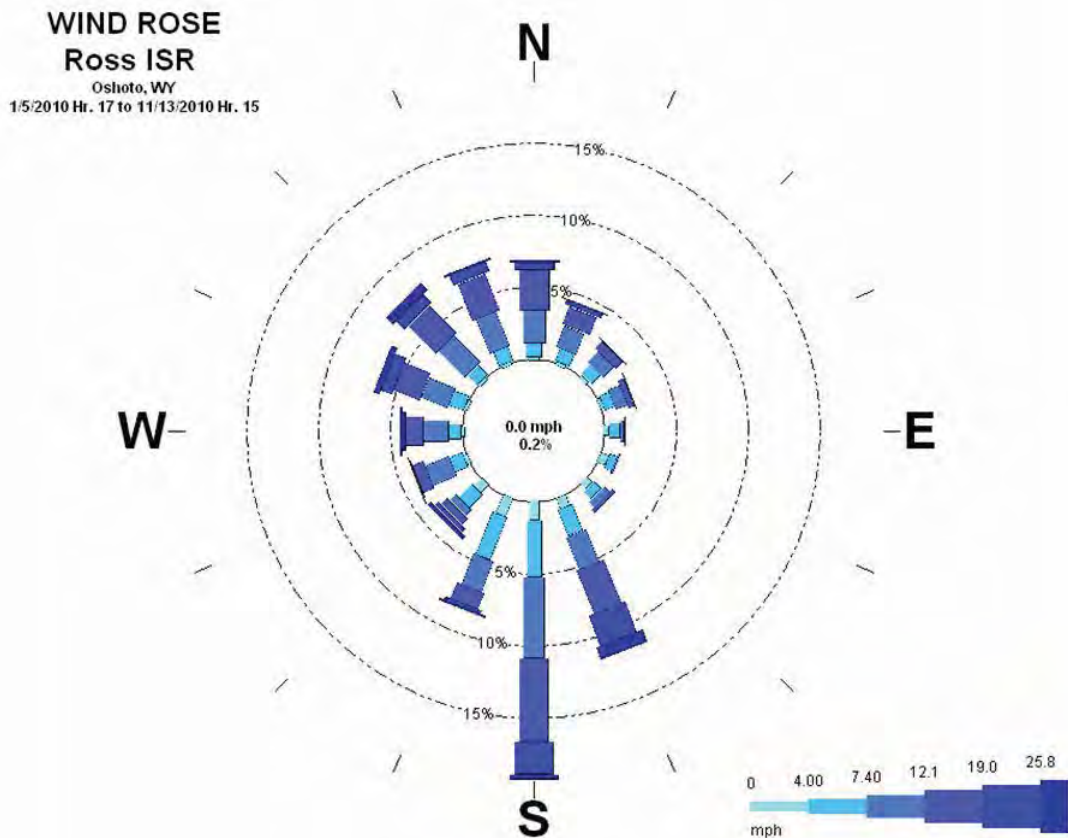 WIND ROSE
Ross ISR
Oshoto, WY
1/5/2010 Hr. 17 to 11/13/2010 Hr. 15
N
15%
10%
5%
W
0.0 mph
0.2%
E
5%
10%
15%
S
0 4.00 7.40 12.1 19.0 25.8
mph